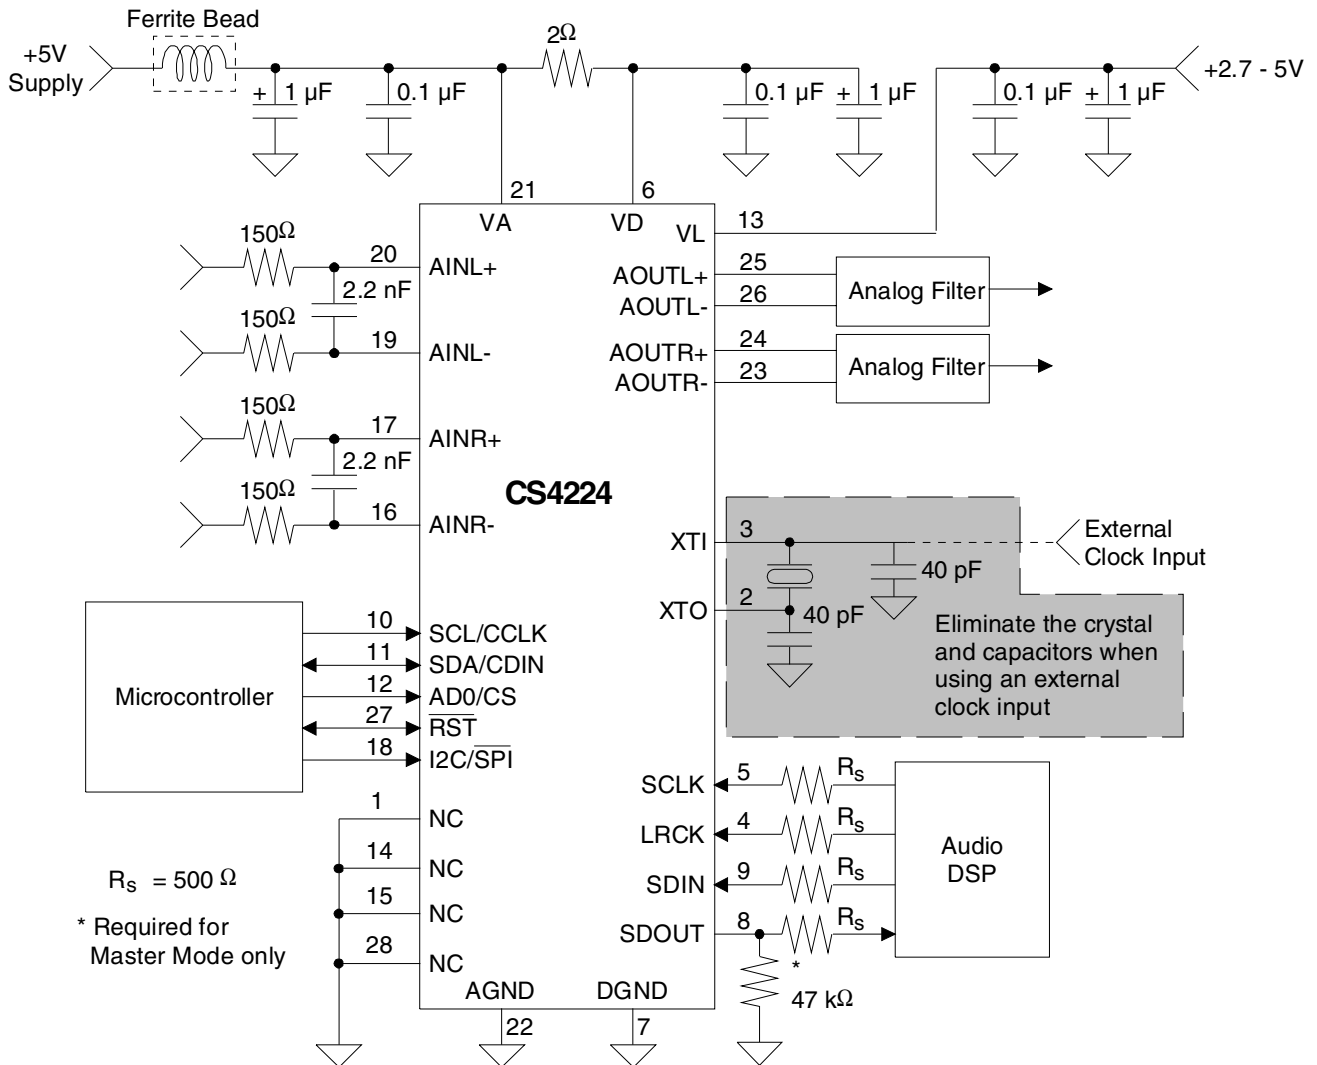 Ferrite Bead
+5V
Supply
2Ω
+2.7 - 5V
+ 1 µF
0.1 µF
0.1 µF
+ 1 µF
0.1 µF
+ 1 µF
21
6
VA
VD
VL
13
150Ω
20
AINL+
2.2 nF
150Ω
19
AINL-
150Ω
17
AINR+
2.2 nF
150Ω
16
AINR-
AOUTL+
25
AOUTL-
26
Analog Filter
AOUTR+
24
AOUTR-
23
Analog Filter
CS4224
XTI
3
External
Clock Input
40 pF
XTO
2
40 pF
Eliminate the crystal
and capacitors when
using an external
clock input
Microcontroller
10
SCL/CCLK
11
SDA/CDIN
12
AD0/CS
27
RST
18
I2C/SPI
1
NC
14
NC
15
NC
28
NC
SCLK
5
Rs
LRCK
4
Rs
SDIN
9
Rs
SDOUT
8
Rs
Audio
DSP
*
47 kΩ
Rs = 500 Ω
* Required for
Master Mode only
AGND
DGND
22
7